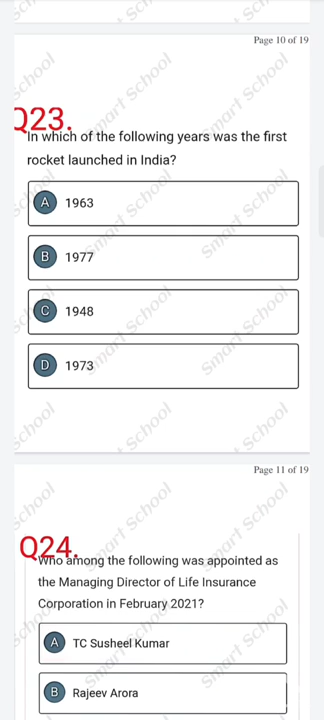 Page 10 of 19
Q23.
In which of the following years was the first
rocket launched in India?
A 1963
B 1977
C 1948
D 1973
Page 11 of 19
Q24.
Who among the following was appointed as
the Managing Director of Life Insurance
Corporation in February 2021?
A TC Susheel Kumar
B Rajeev Arora
Smart School